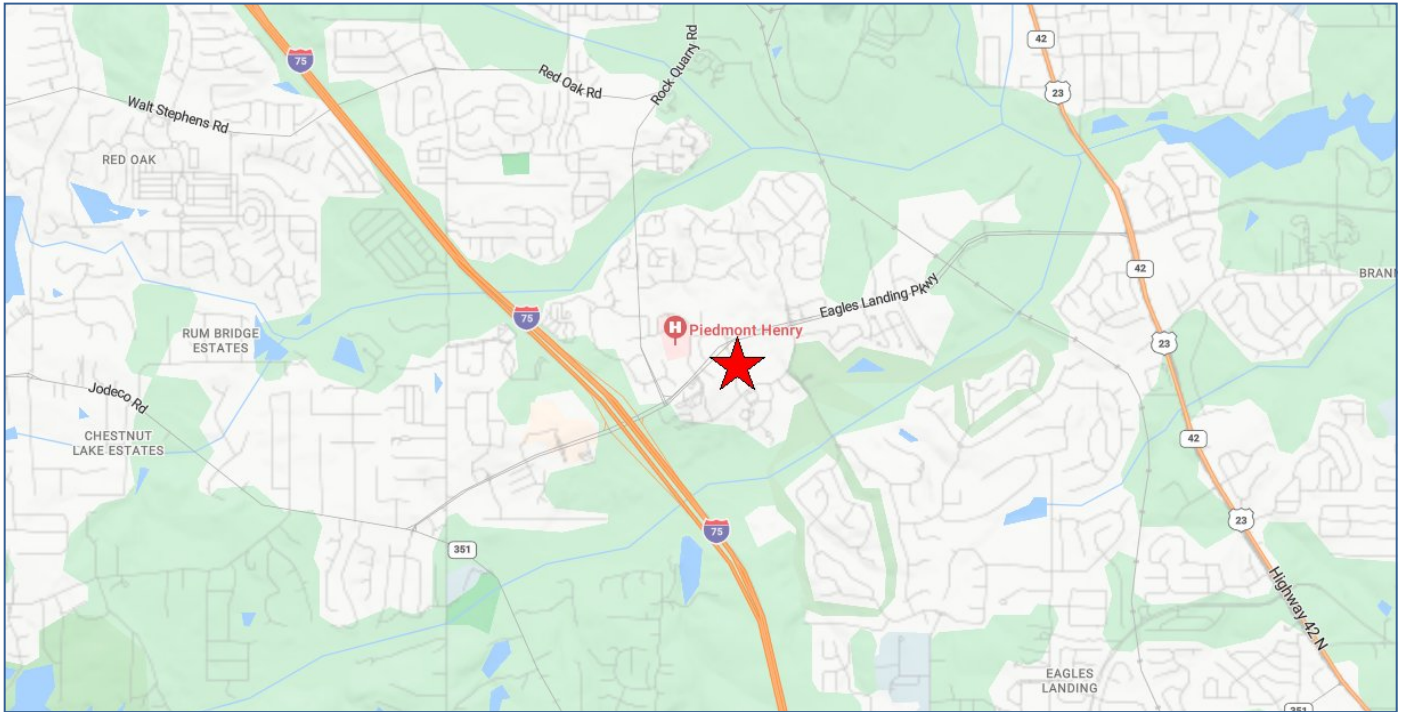 75
42
23
Rock Quarry Rd
Red Oak Rd
Walt Stephens Rd
RED OAK
42
BRANN
Eagles Landing Pkwy
75
H Piedmont Henry
RUM BRIDGE
ESTATES
23
Jodeco Rd
CHESTNUT
LAKE ESTATES
42
75
23
351
Highway 42 N
EAGLES
LANDING
351